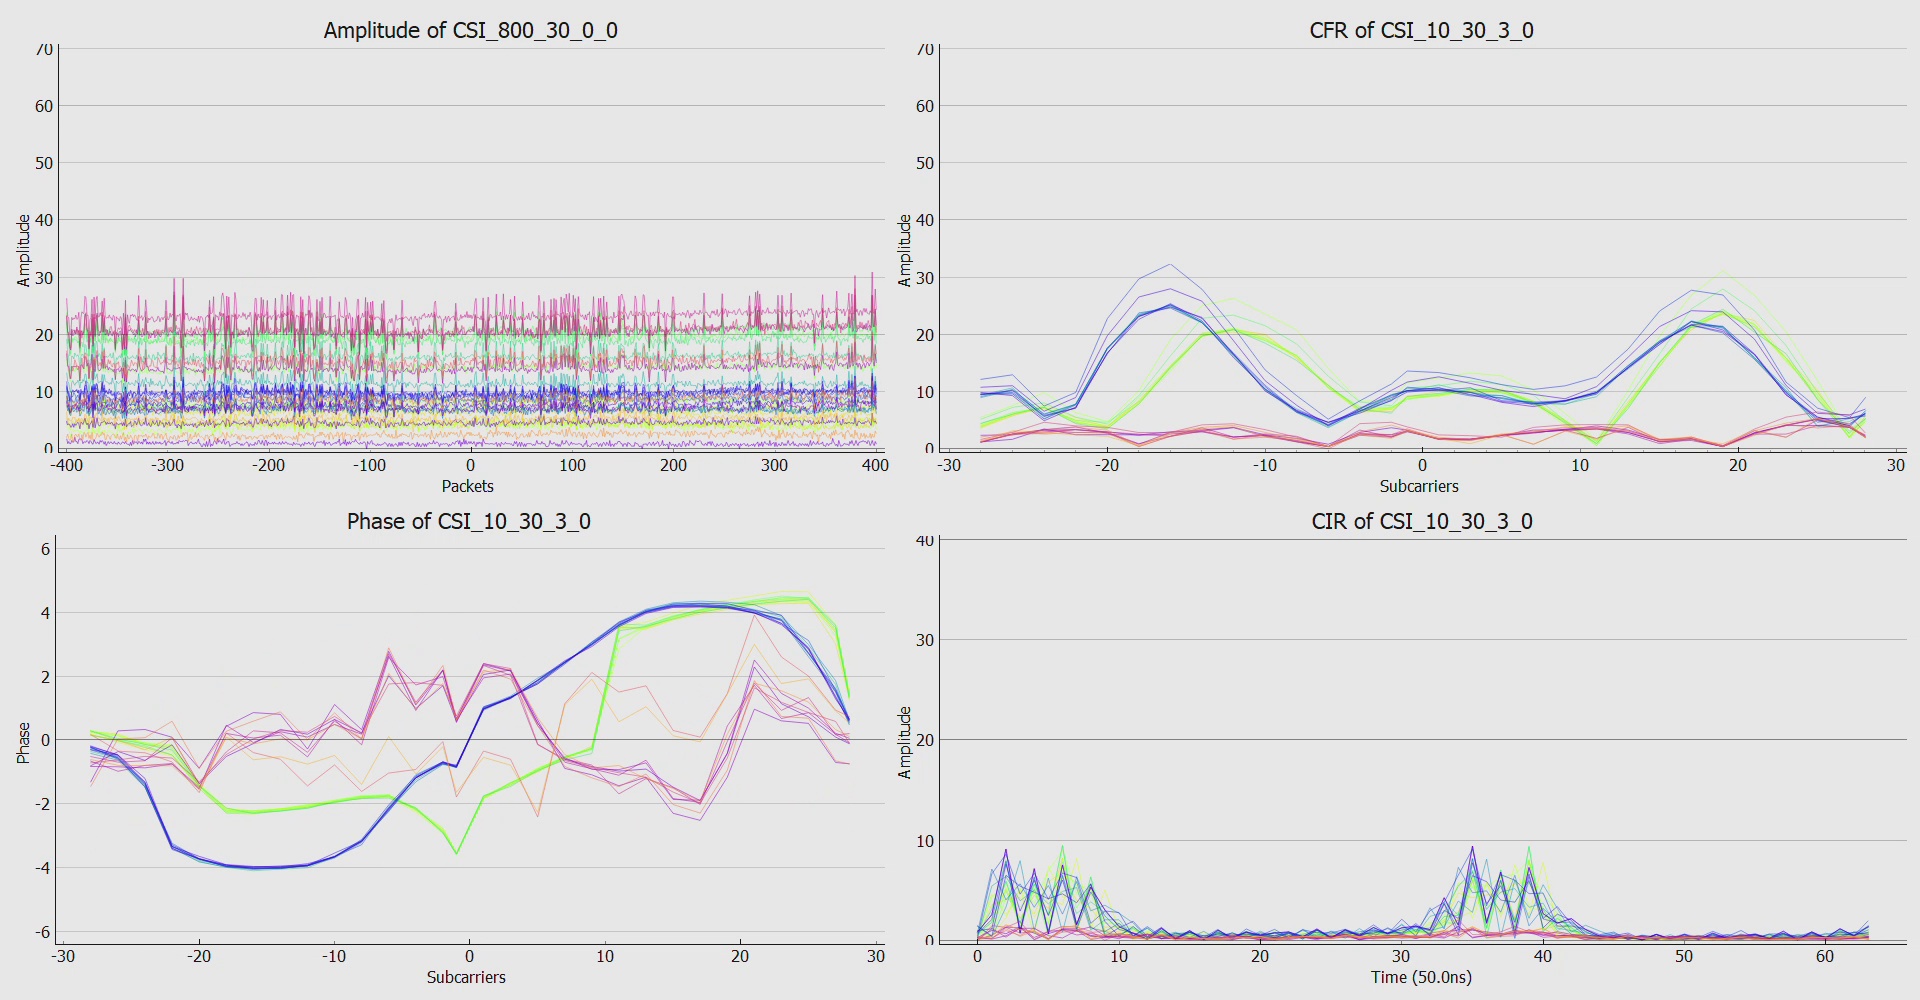 Amplitude of CSI_800_30_0_0
70
60
50
40
30
20
10
0
Amplitude
-400 -300 -200 -100 0 100 200 300 400
Packets
CFR of CSI_10_30_3_0
70
60
50
40
30
20
10
0
Amplitude
-30 -20 -10 0 10 20 30
Subcarriers
Phase of CSI_10_30_3_0
6
4
2
0
-2
-4
-6
Phase
-30 -20 -10 0 10 20 30
Subcarriers
CIR of CSI_10_30_3_0
40
30
20
10
0
Amplitude
0 10 20 30 40 50 60
Time (50.0ns)